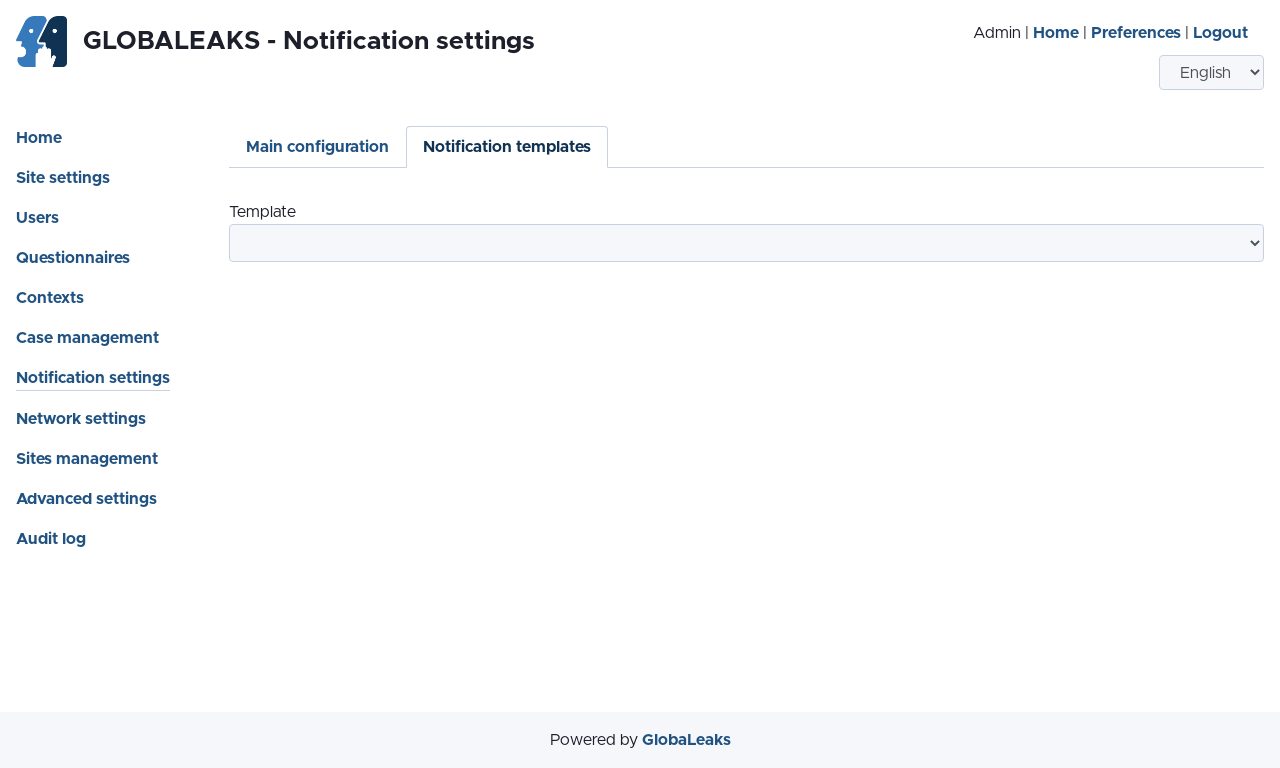 GLOBALEAKS - Notification settings
Admin | Home | Preferences | Logout
English
Home
Site settings
Users
Questionnaires
Contexts
Case management
Notification settings
Network settings
Sites management
Advanced settings
Audit log
Main configuration
Notification templates
Template
Powered by GlobaLeaks